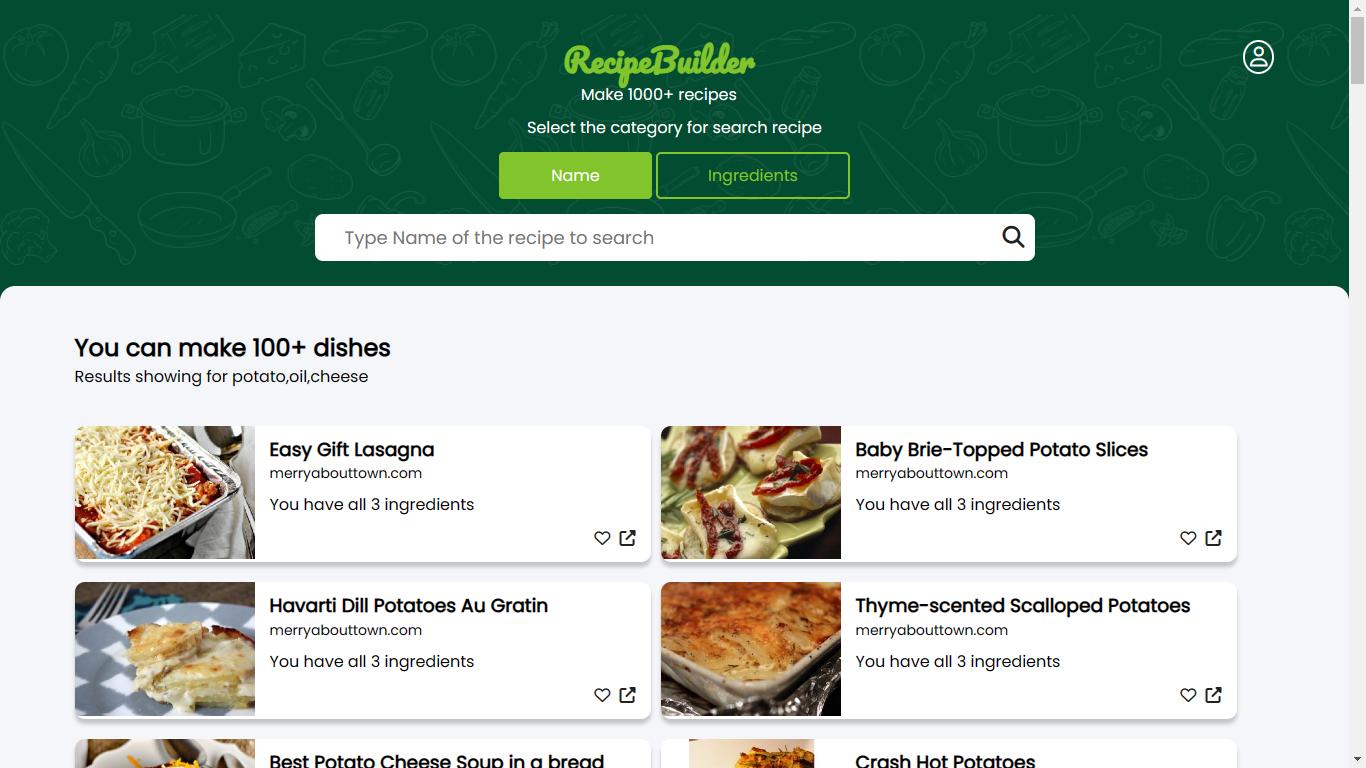 RecipeBuilder
Make 1000+ recipes
Select the category for search recipe
Name
Ingredients
Type Name of the recipe to search
You can make 100+ dishes
Results showing for potato,oil,cheese
Easy Gift Lasagna
merryabouttown.com
You have all 3 ingredients
Baby Brie-Topped Potato Slices
merryabouttown.com
You have all 3 ingredients
Havarti Dill Potatoes Au Gratin
merryabouttown.com
You have all 3 ingredients
Thyme-scented Scalloped Potatoes
merryabouttown.com
You have all 3 ingredients
Best Potato Cheese Soup in a bread
Crash Hot Potatoes